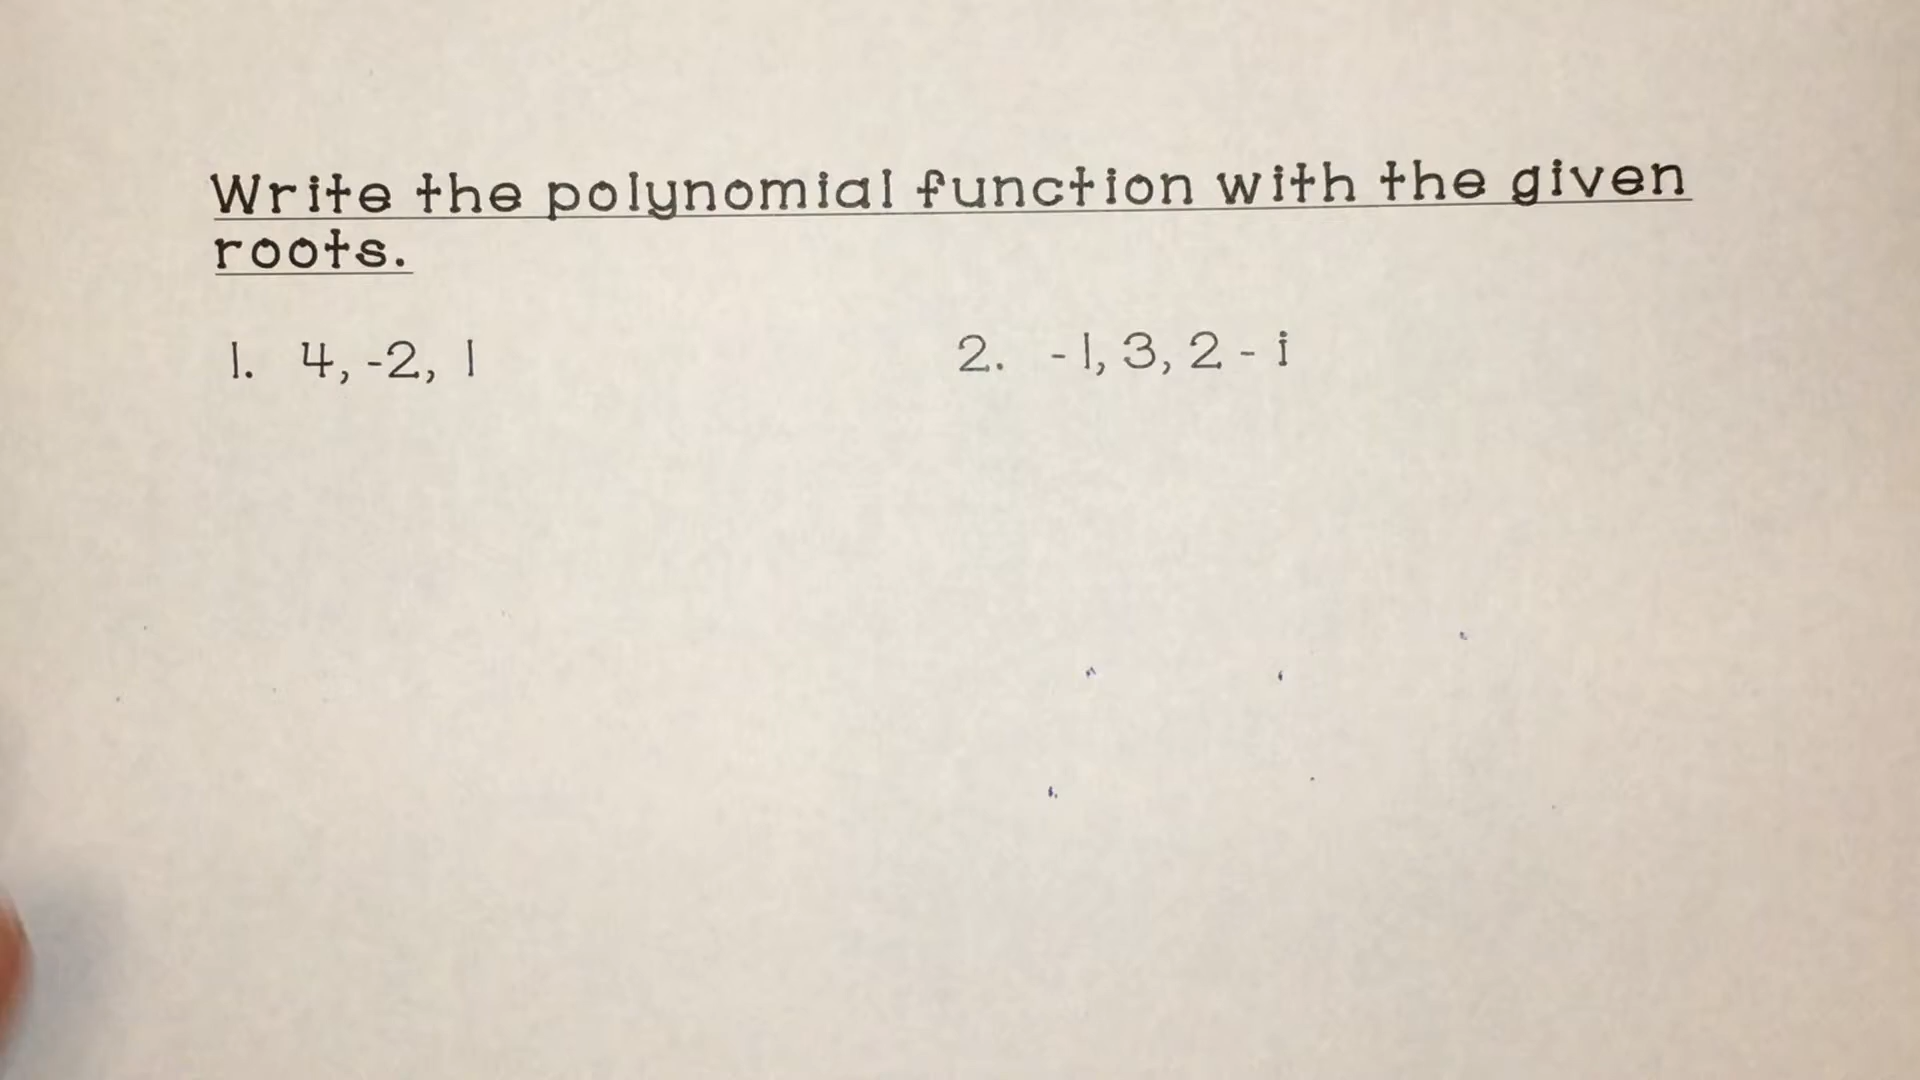 Write the polynomial function with the given
roots.
1. 4, -2, 1
2. -1, 3, 2 - i